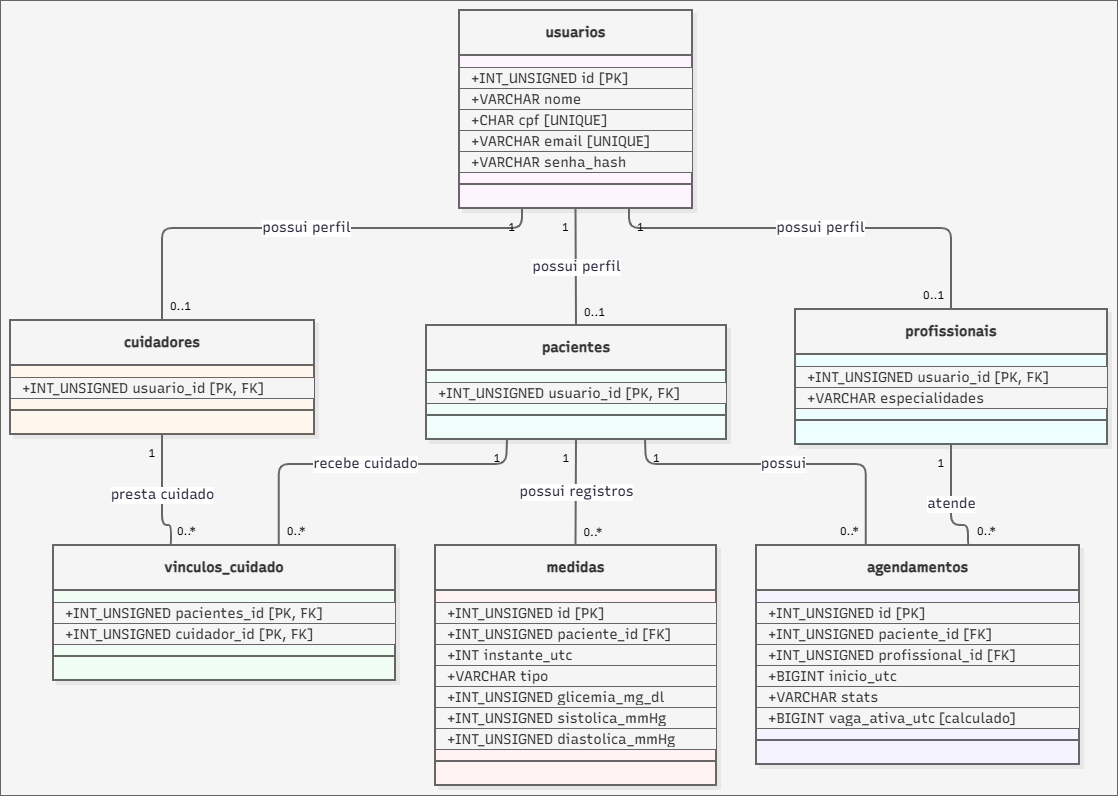 usuarios
+INT_UNSIGNED id [PK]
+VARCHAR nome
+CHAR cpf [UNIQUE]
+VARCHAR email [UNIQUE]
+VARCHAR senha_hash
possui perfil
1
1
1
possui perfil
possui perfil
0..1
0..1
0..1
cuidadores
+INT_UNSIGNED usuario_id [PK, FK]
pacientes
+INT_UNSIGNED usuario_id [PK, FK]
profissionais
+INT_UNSIGNED usuario_id [PK, FK]
+VARCHAR especialidades
1
presta cuidado
0..*
recebe cuidado
1
0..*
1
possui registros
0..*
1
possui
0..*
1
atende
0..*
vinculos_cuidado
+INT_UNSIGNED pacientes_id [PK, FK]
+INT_UNSIGNED cuidador_id [PK, FK]
medidas
+INT_UNSIGNED id [PK]
+INT_UNSIGNED paciente_id [FK]
+INT instante_utc
+VARCHAR tipo
+INT_UNSIGNED glicemia_mg_dl
+INT_UNSIGNED sistolica_mmHg
+INT_UNSIGNED diastolica_mmHg
agendamentos
+INT_UNSIGNED id [PK]
+INT_UNSIGNED paciente_id [FK]
+INT_UNSIGNED profissional_id [FK]
+BIGINT inicio_utc
+VARCHAR stats
+BIGINT vaga_ativa_utc [calculado]